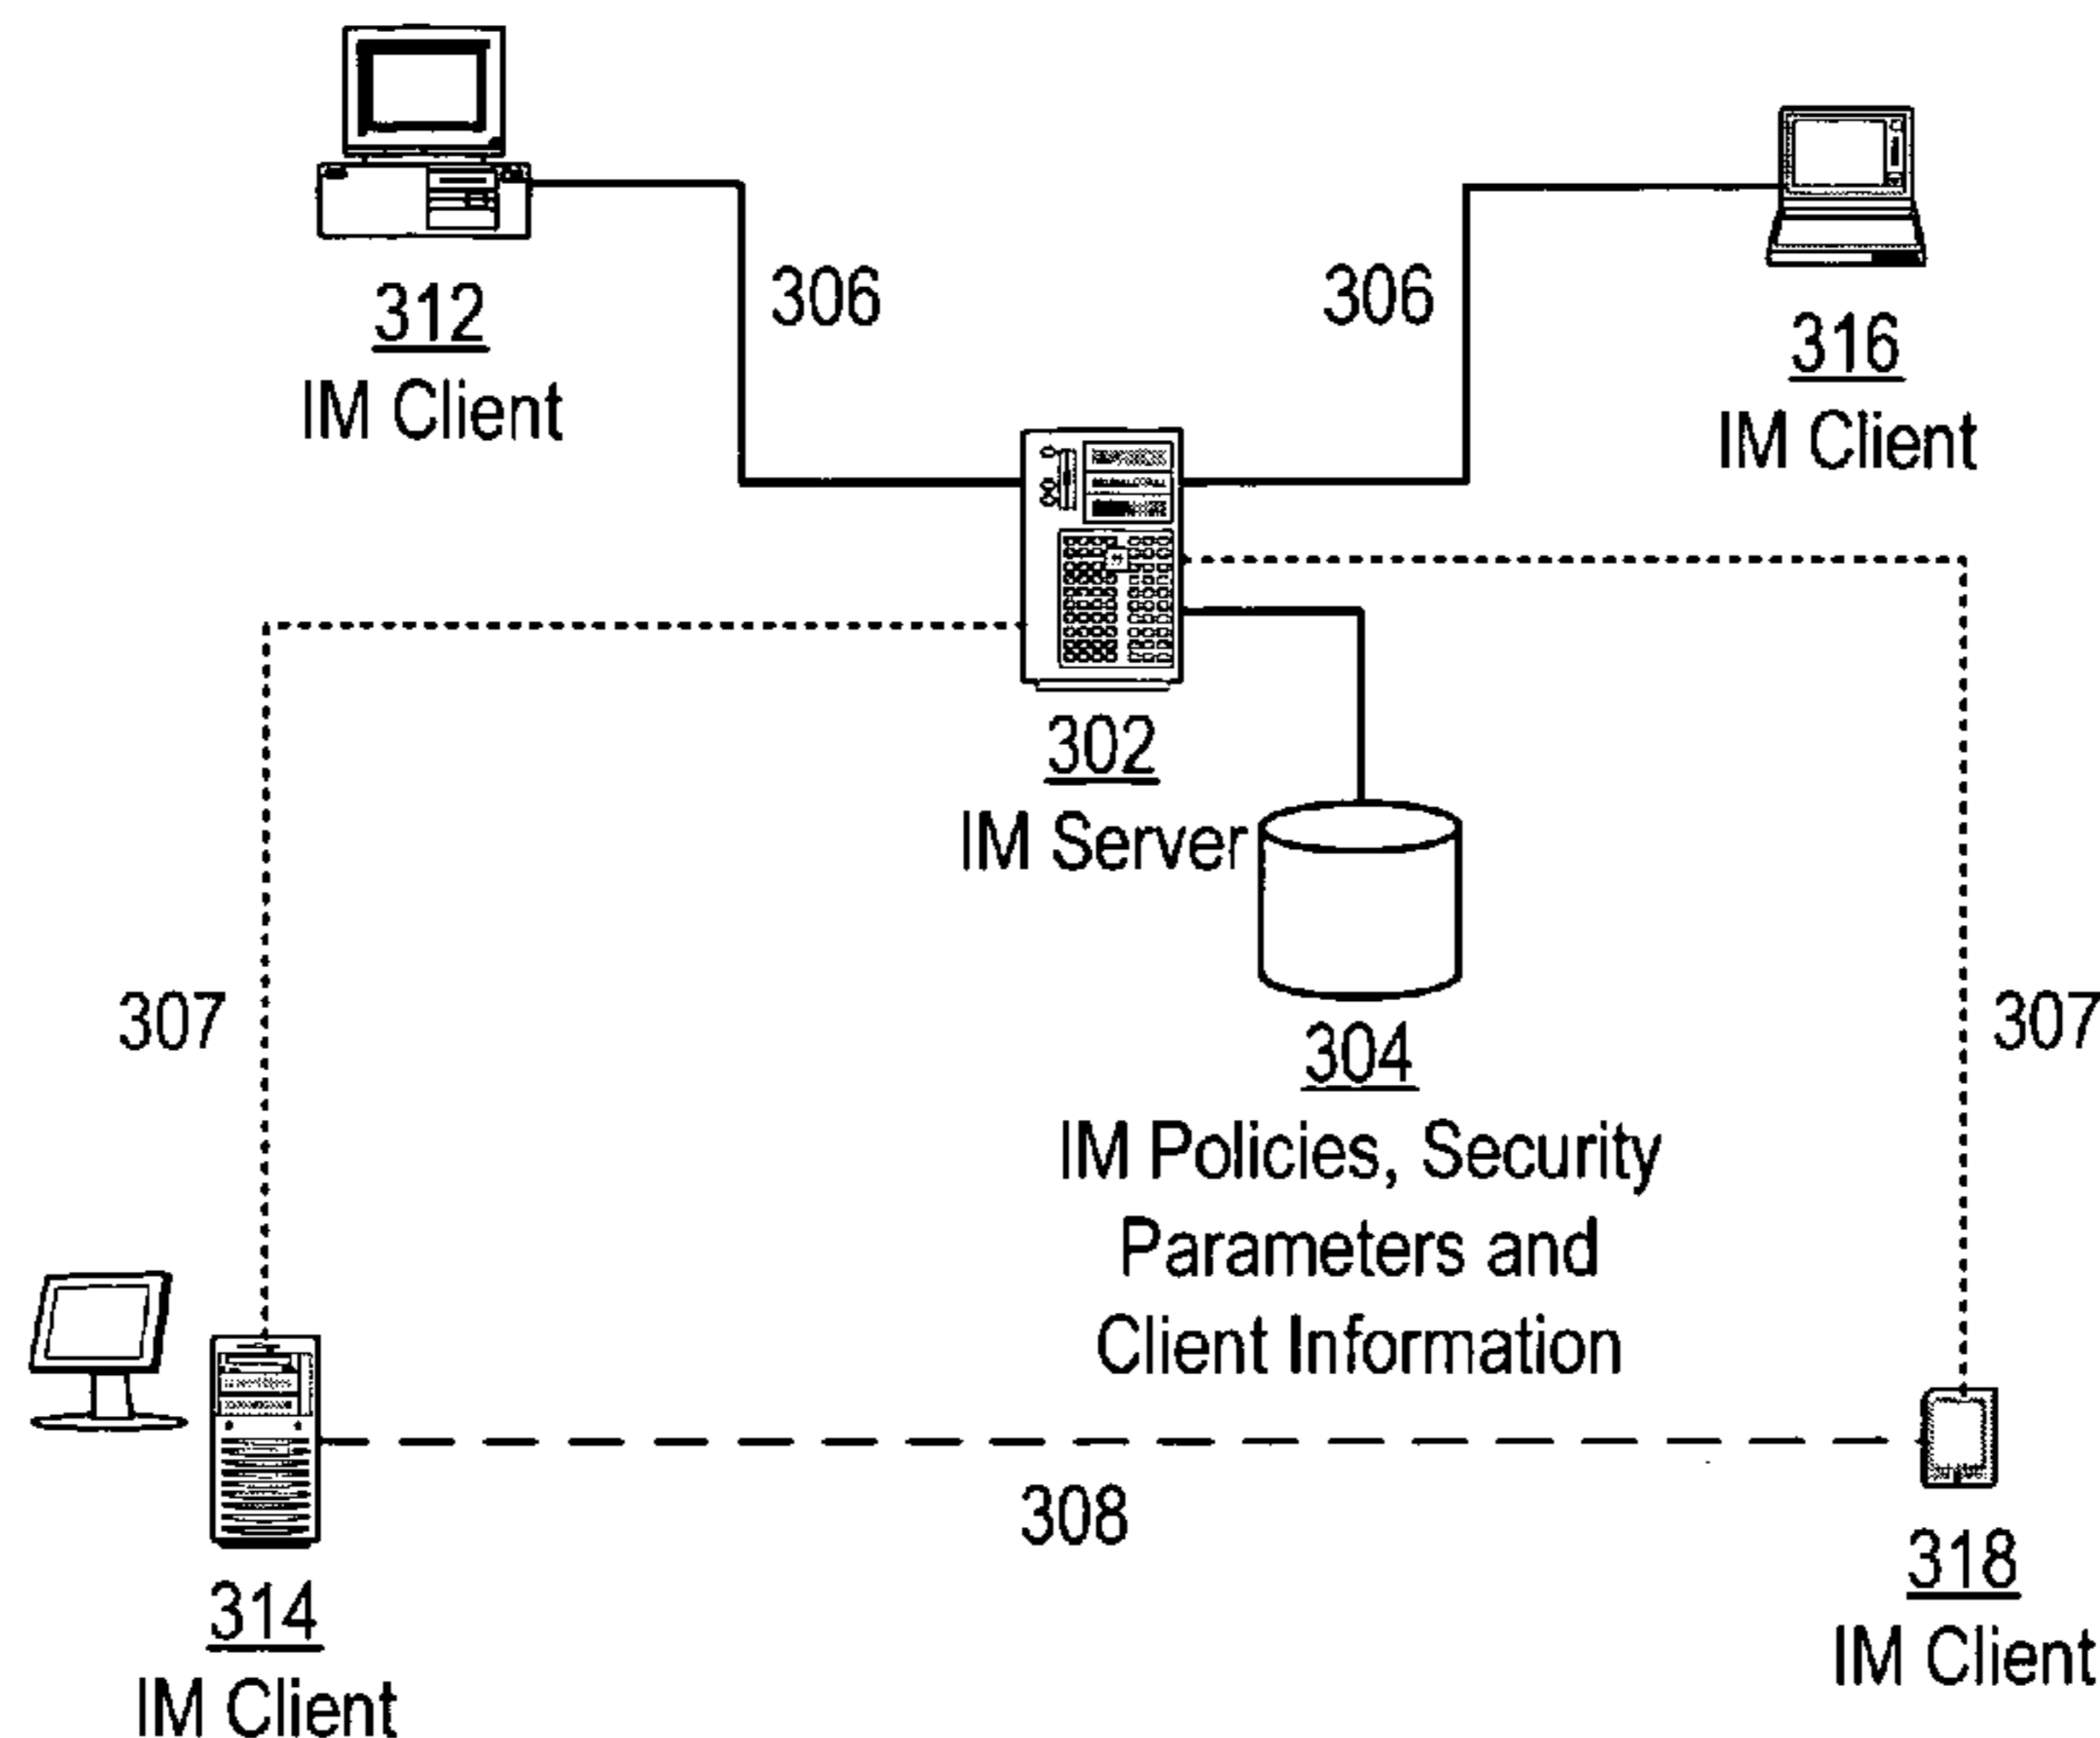 312
IM Client
306
306
316
IM Client
302
IM Server
307
304
307
IM Policies, Security
Parameters and
Client Information
308
314
IM Client
318
IM Client